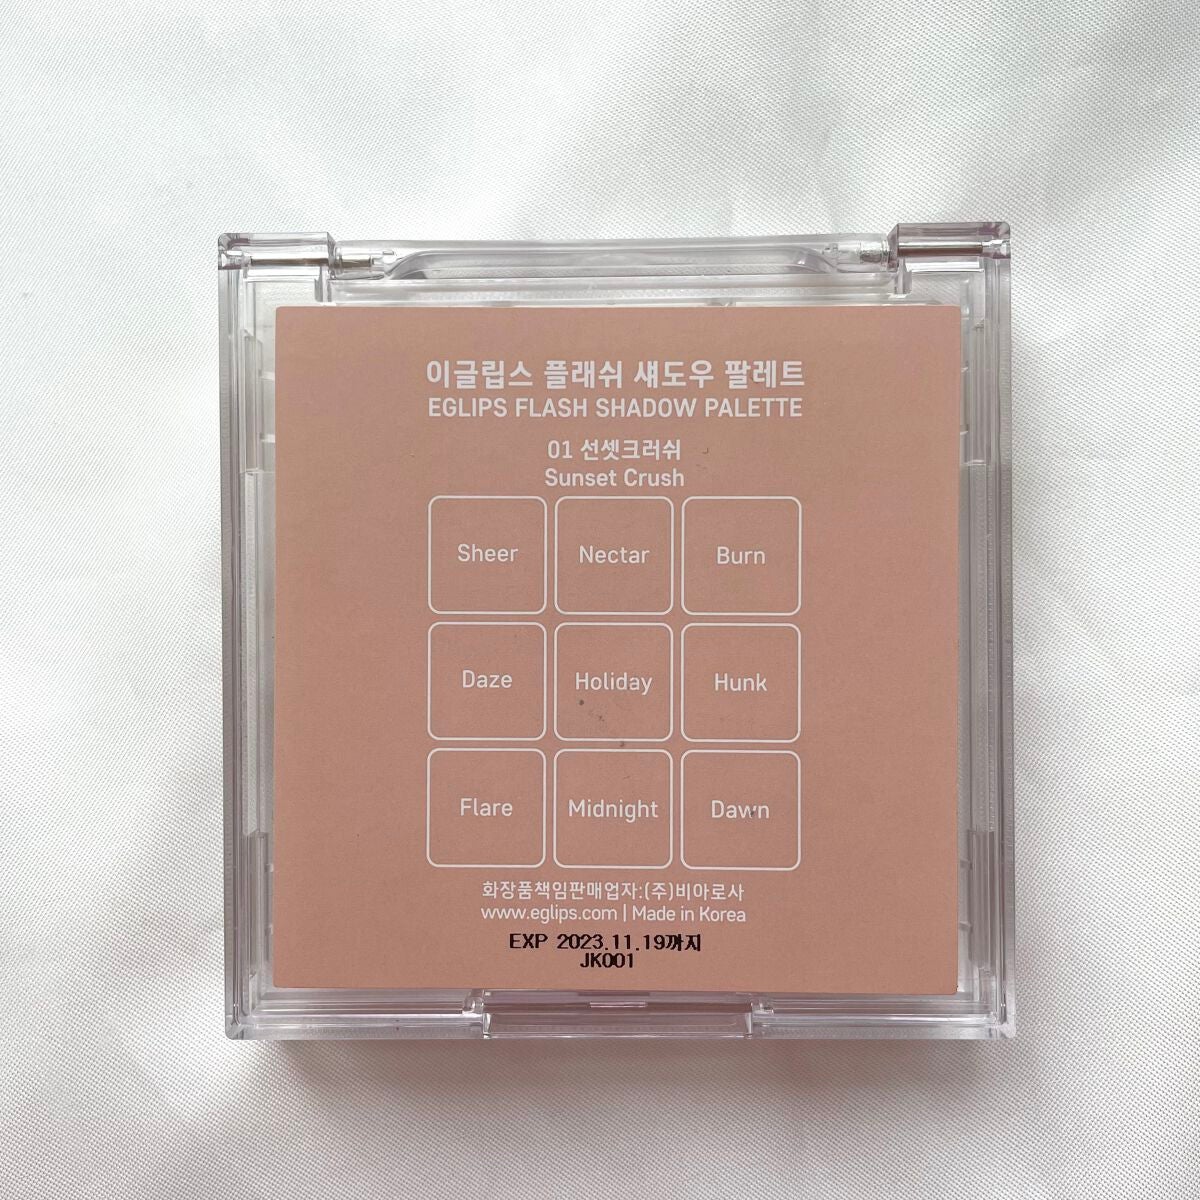 이글립스 플래쉬 섀도우 팔레트
EGLIPS FLASH SHADOW PALETTE
01 선셋크러쉬
Sunset Crush
Sheer Nectar Burn
Daze Holiday Hunk
Flare Midnight Dawn
화장품책임판매업자:(주)비아로사
www.eglips.com | Made in Korea
EXP 2023.11.19까지
JK001